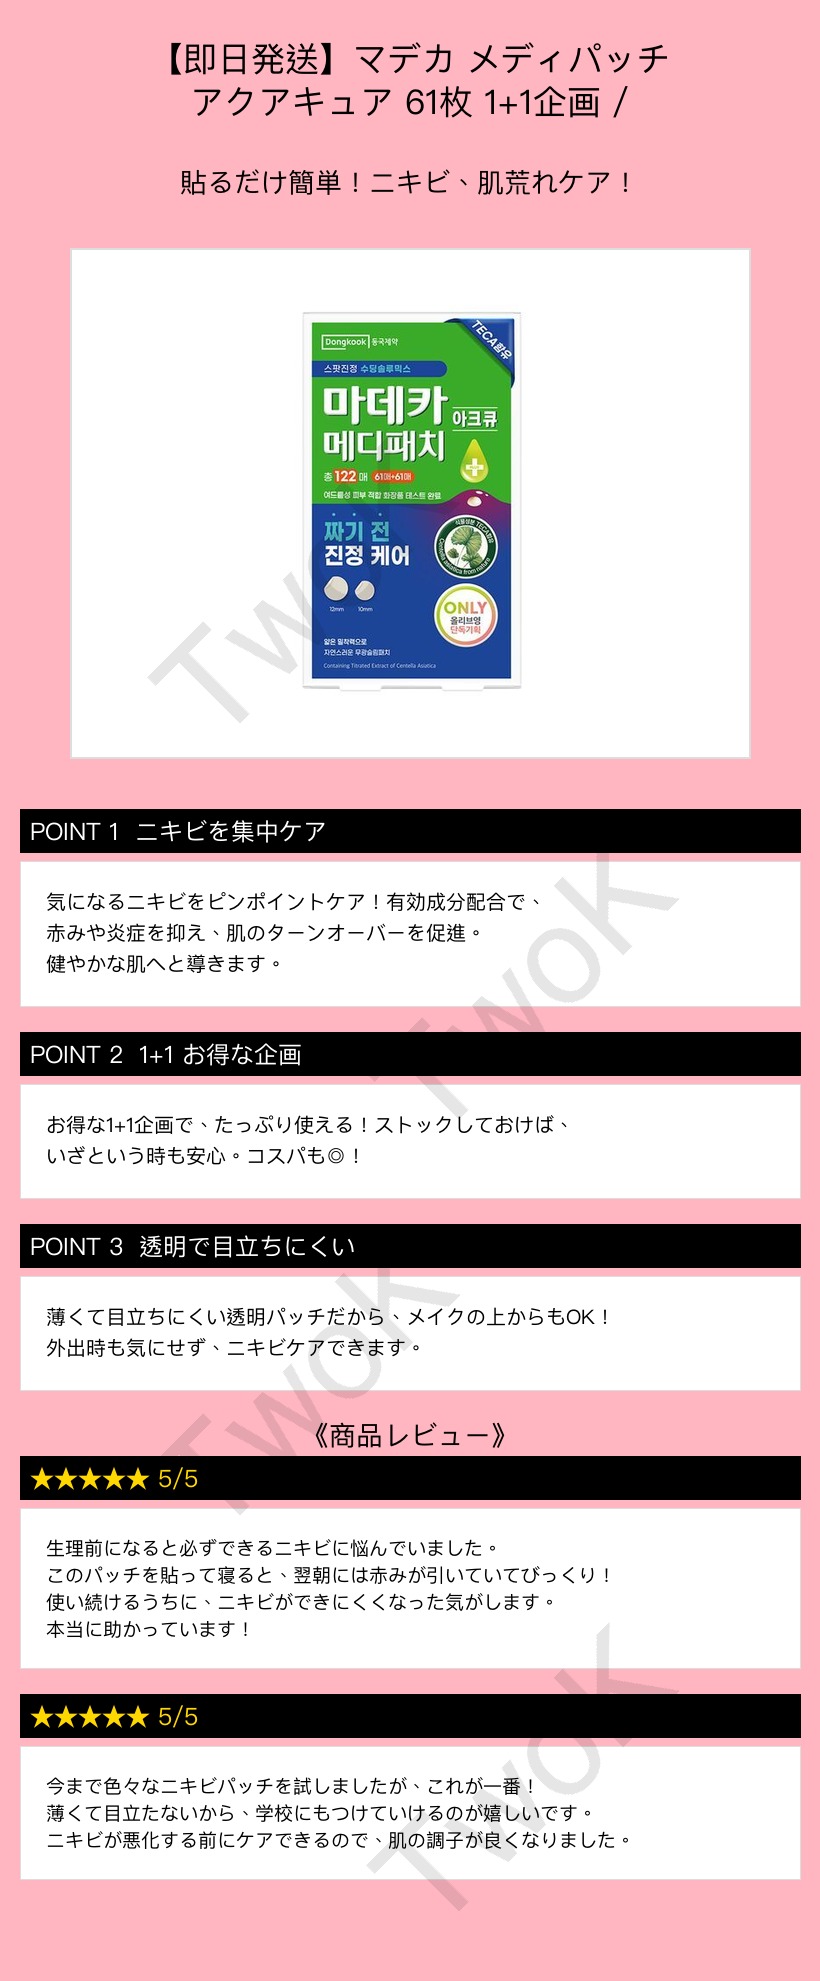 【即日発送】マデカ メディパッチ
アクアキュア 61枚 1+1企画 /
貼るだけ簡単！ニキビ、肌荒れケア！
TECA함유
Dongkook 동국제약
스팟진정 수딩솔루믹스
마데카
아크큐
메디패치
총 122 매 61매+61매
여드름성 피부 적합 화장품 테스트 완료
짜기 전
진정 케어
식물성분 TECA함유
Centella asiatica from nature
12mm 10mm
ONLY
올리브영
단독기획
얇은 밀착력으로
자연스러운 무광슬림패치
Containing Titrated Extract of Centella Asiatica
TwoK
POINT 1 ニキビを集中ケア
気になるニキビをピンポイントケア！有効成分配合で、
赤みや炎症を抑え、肌のターンオーバーを促進。
健やかな肌へと導きます。
TwoK
POINT 2 1+1 お得な企画
お得な1+1企画で、たっぷり使える！ストックしておけば、
いざという時も安心。コスパも◎！
POINT 3 透明で目立ちにくい
薄くて目立ちにくい透明パッチだから、メイクの上からもOK！
外出時も気にせず、ニキビケアできます。
TwoK
《商品レビュー》
★★★★★ 5/5
生理前になると必ずできるニキビに悩んでいました。
このパッチを貼って寝ると、翌朝には赤みが引いていてびっくり！
使い続けるうちに、ニキビができにくくなった気がします。
本当に助かっています！
★★★★★ 5/5
今まで色々なニキビパッチを試しましたが、これが一番！
薄くて目立たないから、学校にもつけていけるのが嬉しいです。
ニキビが悪化する前にケアできるので、肌の調子が良くなりました。
TwoK